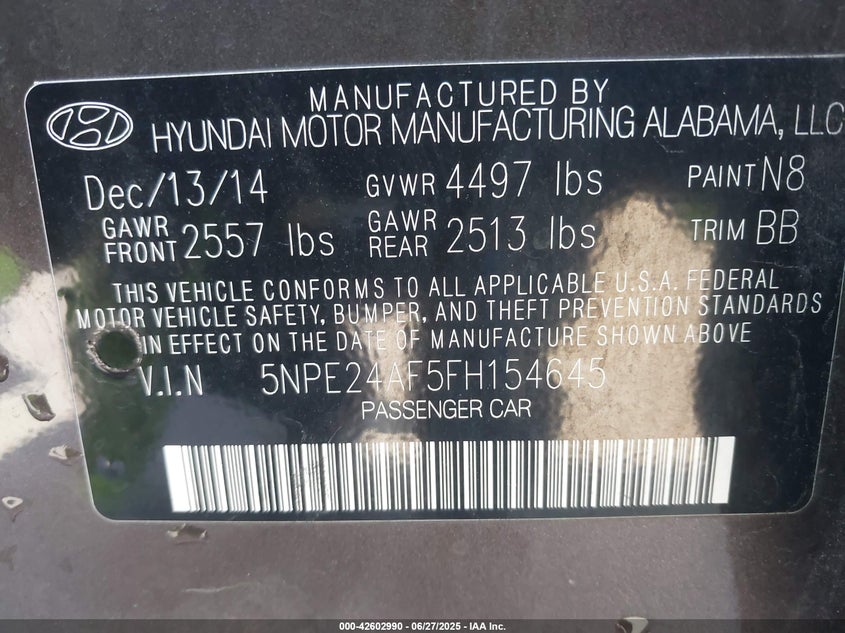 MANUFACTURED BY
HYUNDAI MOTOR MANUFACTURING ALABAMA, LLC
Dec/13/14 GVWR 4497 lbs PAINT N8
GAWR FRONT 2557 lbs GAWR REAR 2513 lbs TRIM BB
THIS VEHICLE CONFORMS TO ALL APPLICABLE U.S.A. FEDERAL
MOTOR VEHICLE SAFETY, BUMPER, AND THEFT PREVENTION STANDARDS
IN EFFECT ON THE DATE OF MANUFACTURE SHOWN ABOVE
V.I.N 5NPE24AF5FH154645
PASSENGER CAR
000-42602990 - 06/27/2025 - IAA Inc.